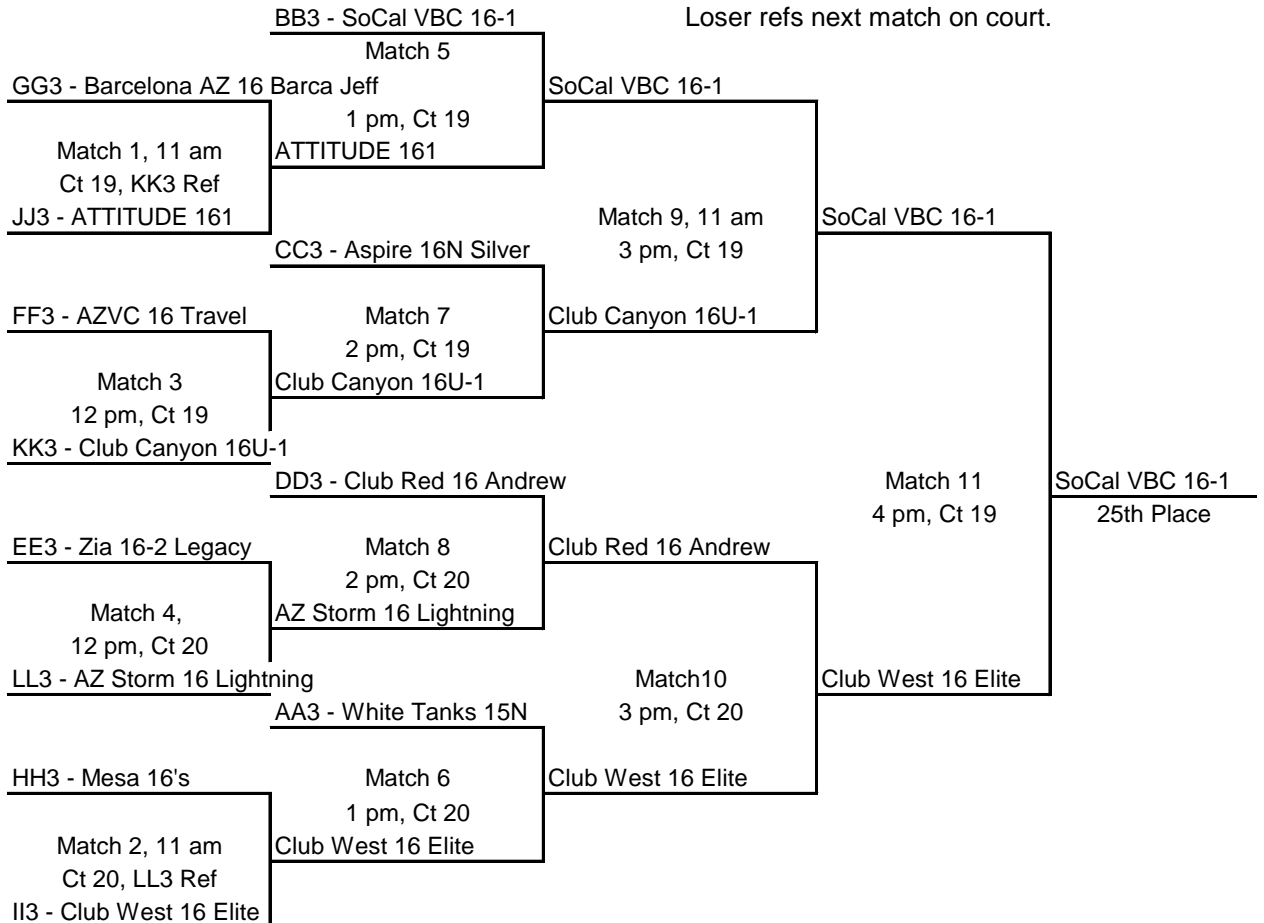 BB3 - SoCal VBC 16-1
Loser refs next match on court.
Match 5
GG3 - Barcelona AZ 16 Barca Jeff
SoCal VBC 16-1
1 pm, Ct 19
Match 1, 11 am
ATTITUDE 161
Ct 19, KK3 Ref
JJ3 - ATTITUDE 161
Match 9, 11 am
SoCal VBC 16-1
CC3 - Aspire 16N Silver
3 pm, Ct 19
FF3 - AZVC 16 Travel
Match 7
Club Canyon 16U-1
2 pm, Ct 19
Match 3
Club Canyon 16U-1
12 pm, Ct 19
KK3 - Club Canyon 16U-1
DD3 - Club Red 16 Andrew
Match 11
SoCal VBC 16-1
4 pm, Ct 19
25th Place
EE3 - Zia 16-2 Legacy
Match 8
Club Red 16 Andrew
2 pm, Ct 20
Match 4,
AZ Storm 16 Lightning
12 pm, Ct 20
LL3 - AZ Storm 16 Lightning
Match10
Club West 16 Elite
AA3 - White Tanks 15N
3 pm, Ct 20
HH3 - Mesa 16's
Match 6
Club West 16 Elite
1 pm, Ct 20
Match 2, 11 am
Club West 16 Elite
Ct 20, LL3 Ref
II3 - Club West 16 Elite